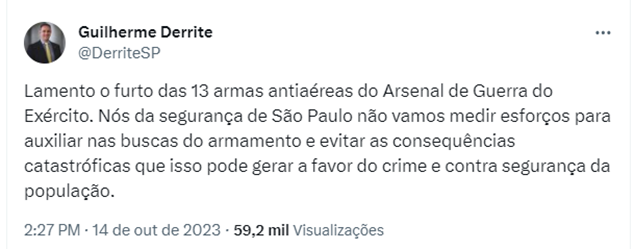 Guilherme Derrite
@DerriteSP
Lamento o furto das 13 armas antiaéreas do Arsenal de Guerra do
Exército. Nós da segurança de São Paulo não vamos medir esforços para
auxiliar nas buscas do armamento e evitar as consequências
catastróficas que isso pode gerar a favor do crime e contra segurança da
população.
2:27 PM · 14 de out de 2023 · 59,2 mil Visualizações